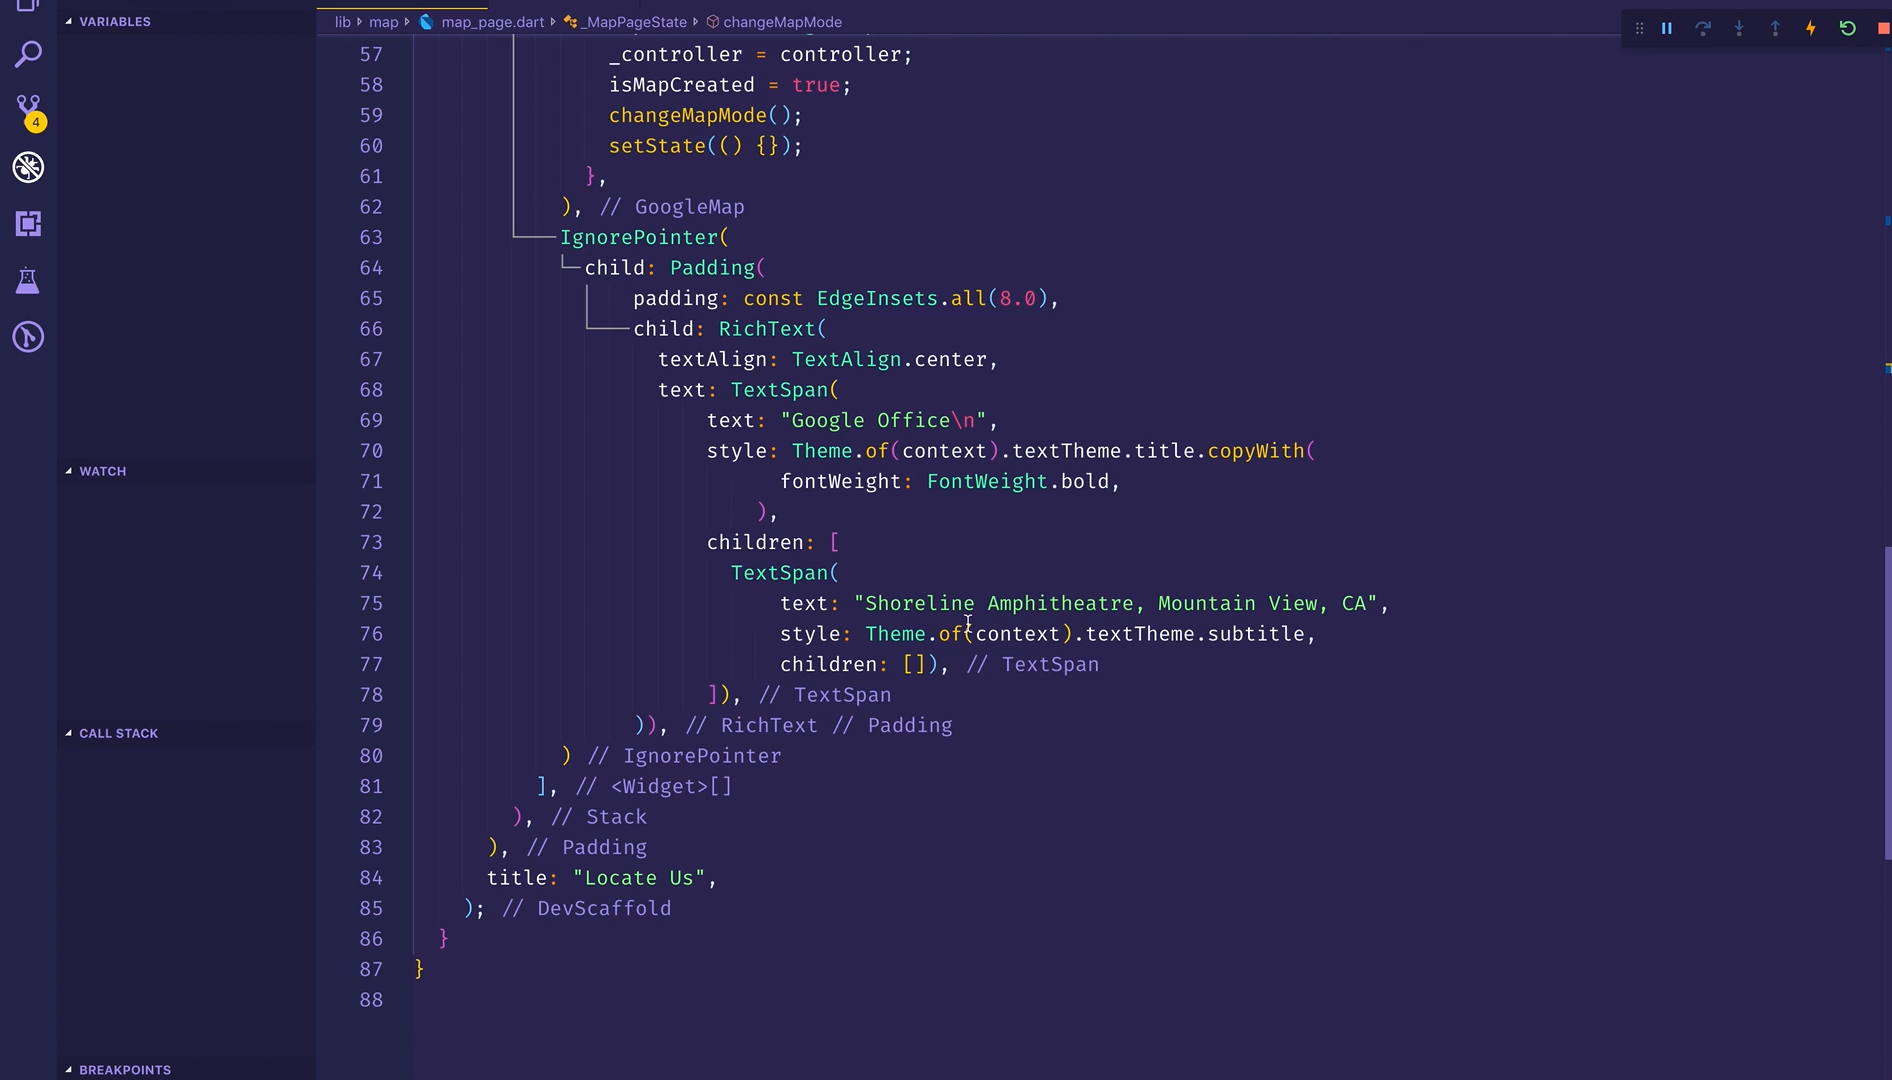 VARIABLES
lib map map_page.dart _MapPageState changeMapMode
4
57 _controller = controller;
58 isMapCreated = true;
59 changeMapMode();
60 setState(() {});
61 },
62 ), // GoogleMap
63 IgnorePointer(
64 child: Padding(
65 padding: const EdgeInsets.all(8.0),
66 child: RichText(
67 textAlign: TextAlign.center,
68 text: TextSpan(
69 text: "Google Office\n",
70 style: Theme.of(context).textTheme.title.copyWith(
71 fontWeight: FontWeight.bold,
72 ),
73 children: [
74 TextSpan(
75 text: "Shoreline Amphitheatre, Mountain View, CA",
76 style: Theme.of(context).textTheme.subtitle,
77 children: []), // TextSpan
78 ]), // TextSpan
79 )), // RichText // Padding
80 ) // IgnorePointer
81 ], // <Widget>[]
82 ), // Stack
83 ), // Padding
84 title: "Locate Us",
85 ); // DevScaffold
86 }
87 }
88
WATCH
CALL STACK
BREAKPOINTS